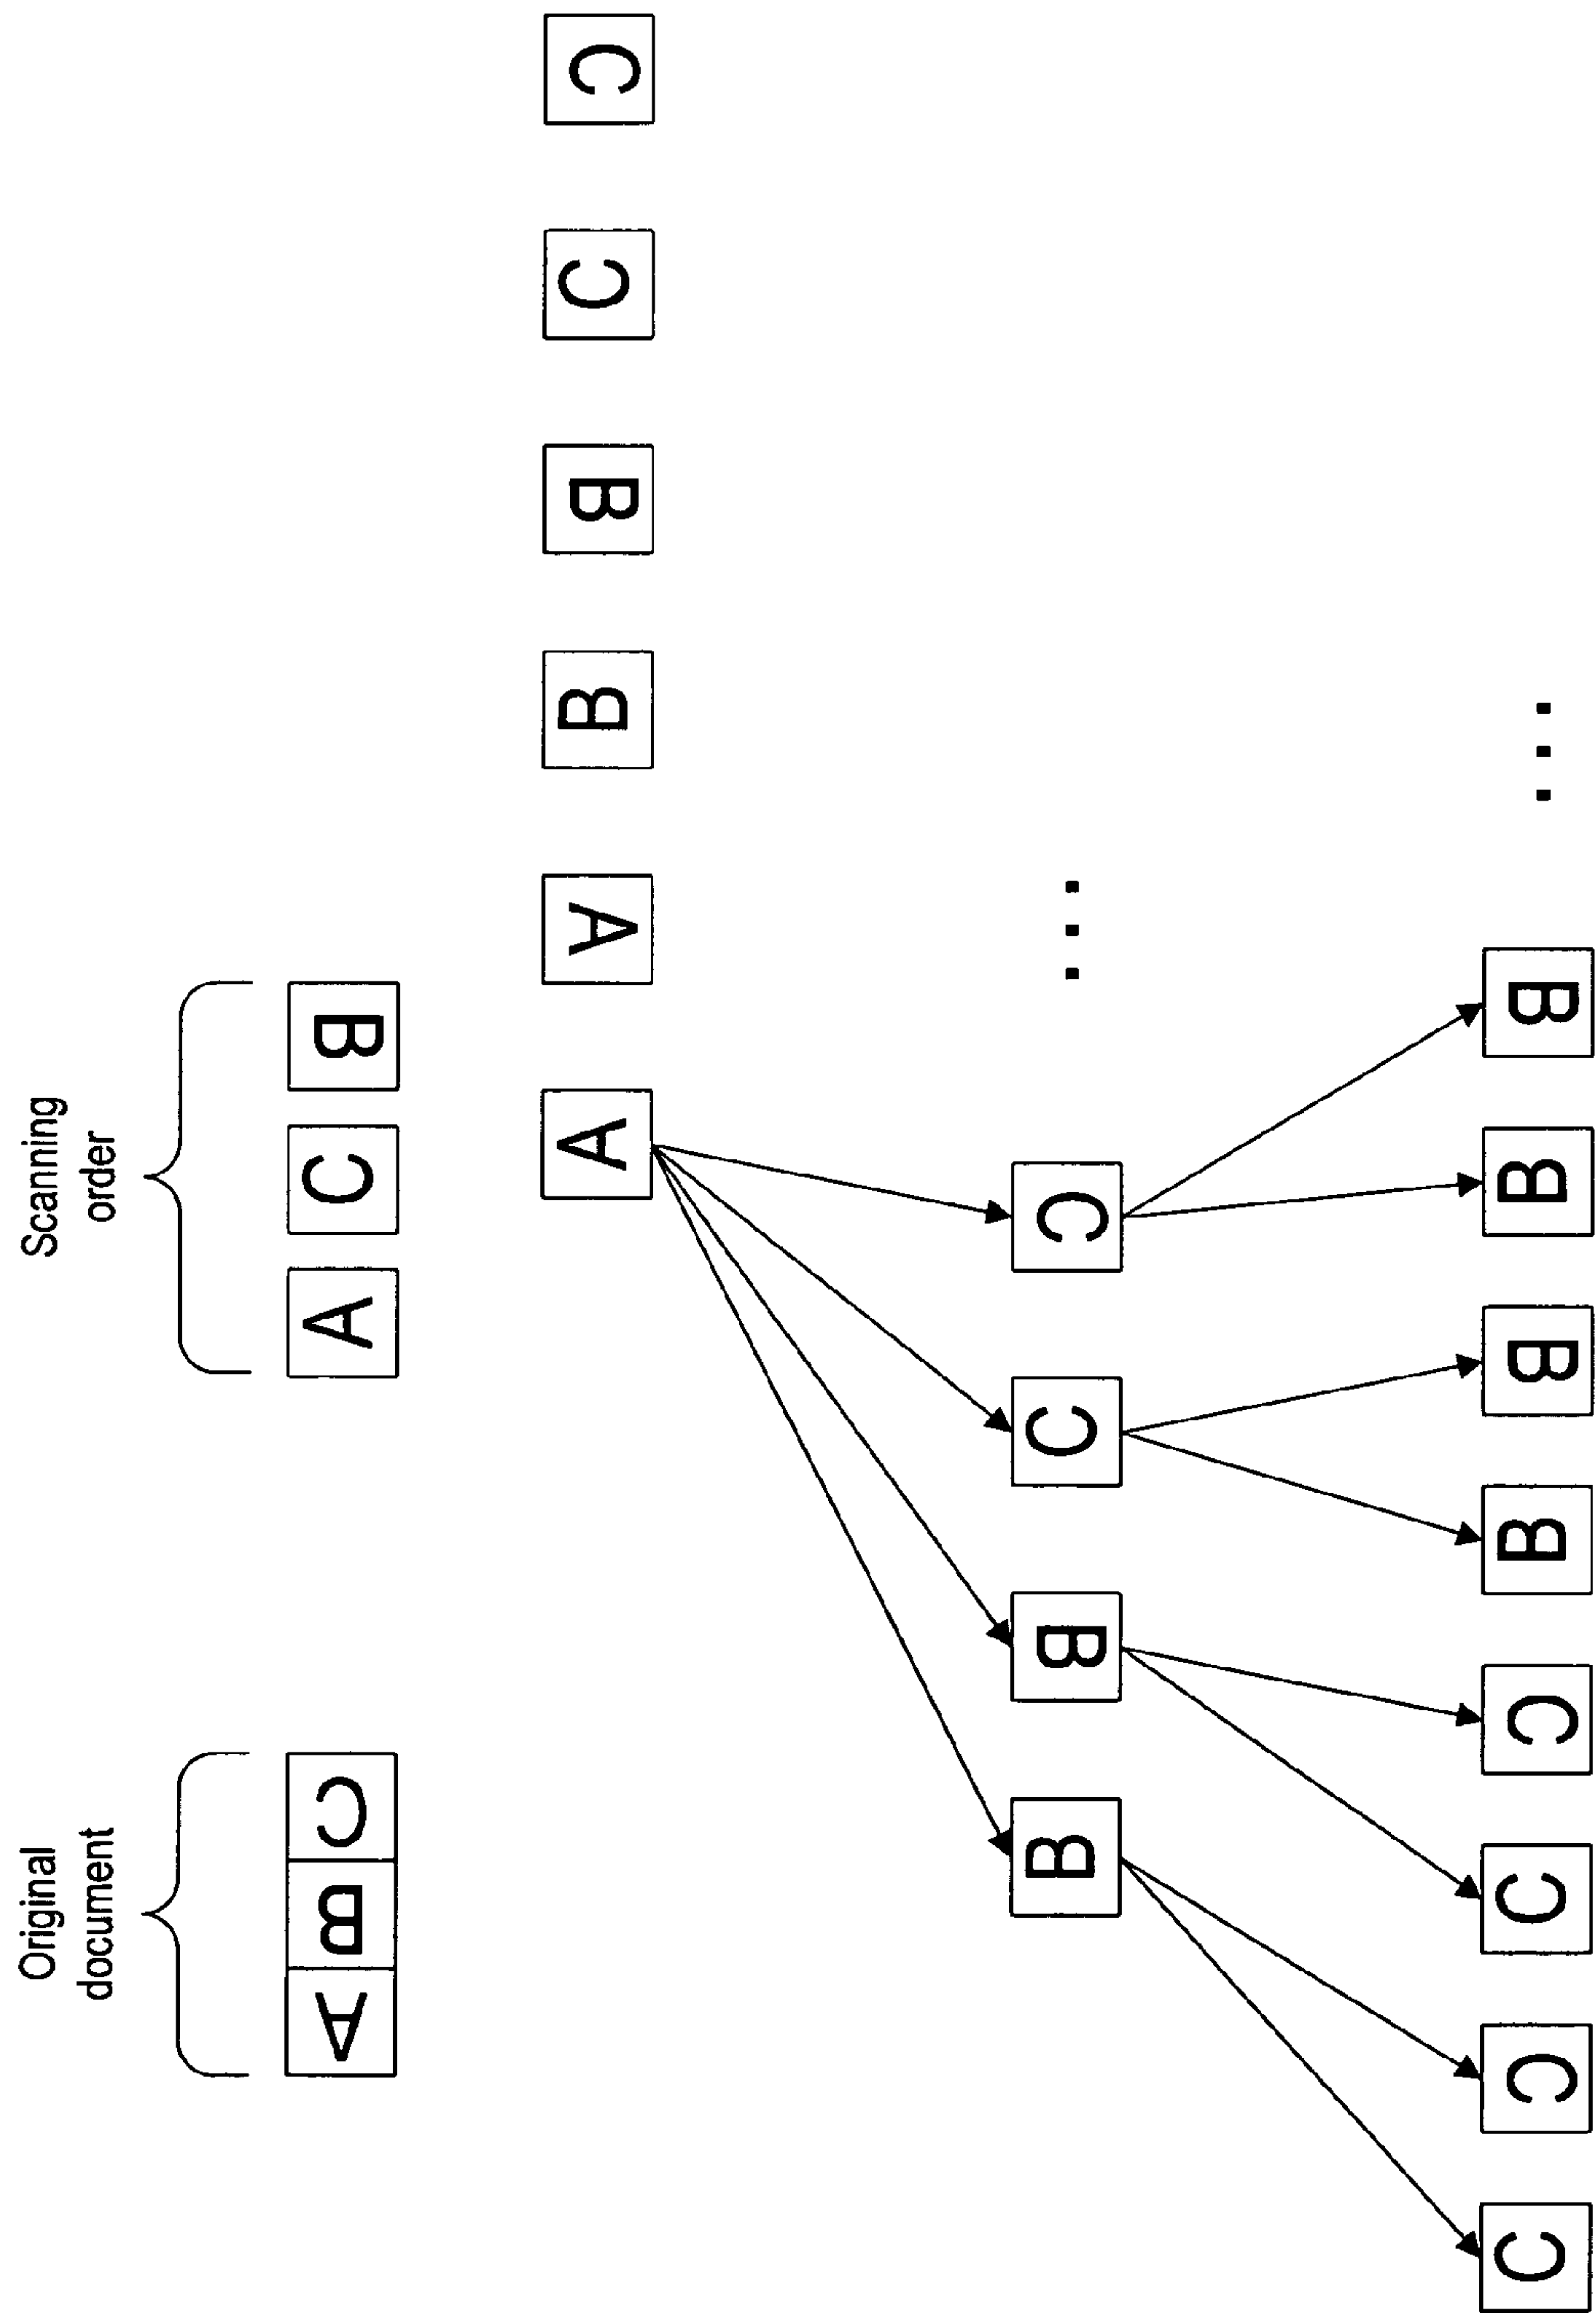 Original
document
Scanning
order
A B C
A C B
A A B B C C
B B C C ...
C C C C B B B B ...